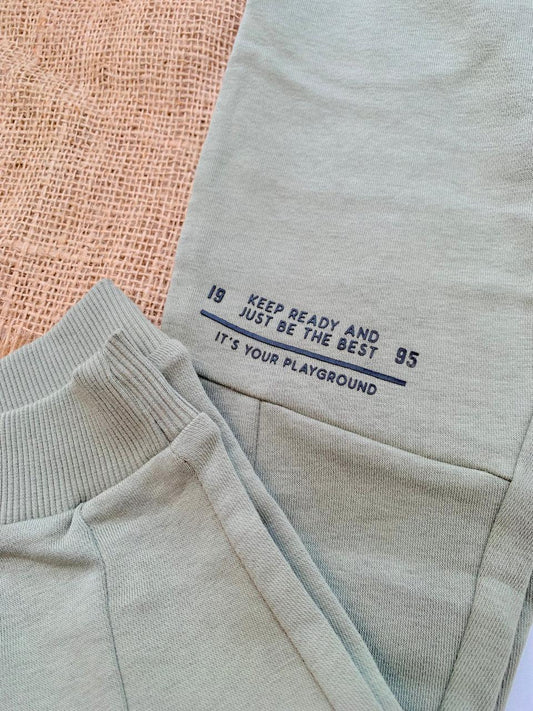 19 KEEP READY AND
JUST BE THE BEST 95
IT'S YOUR PLAYGROUND